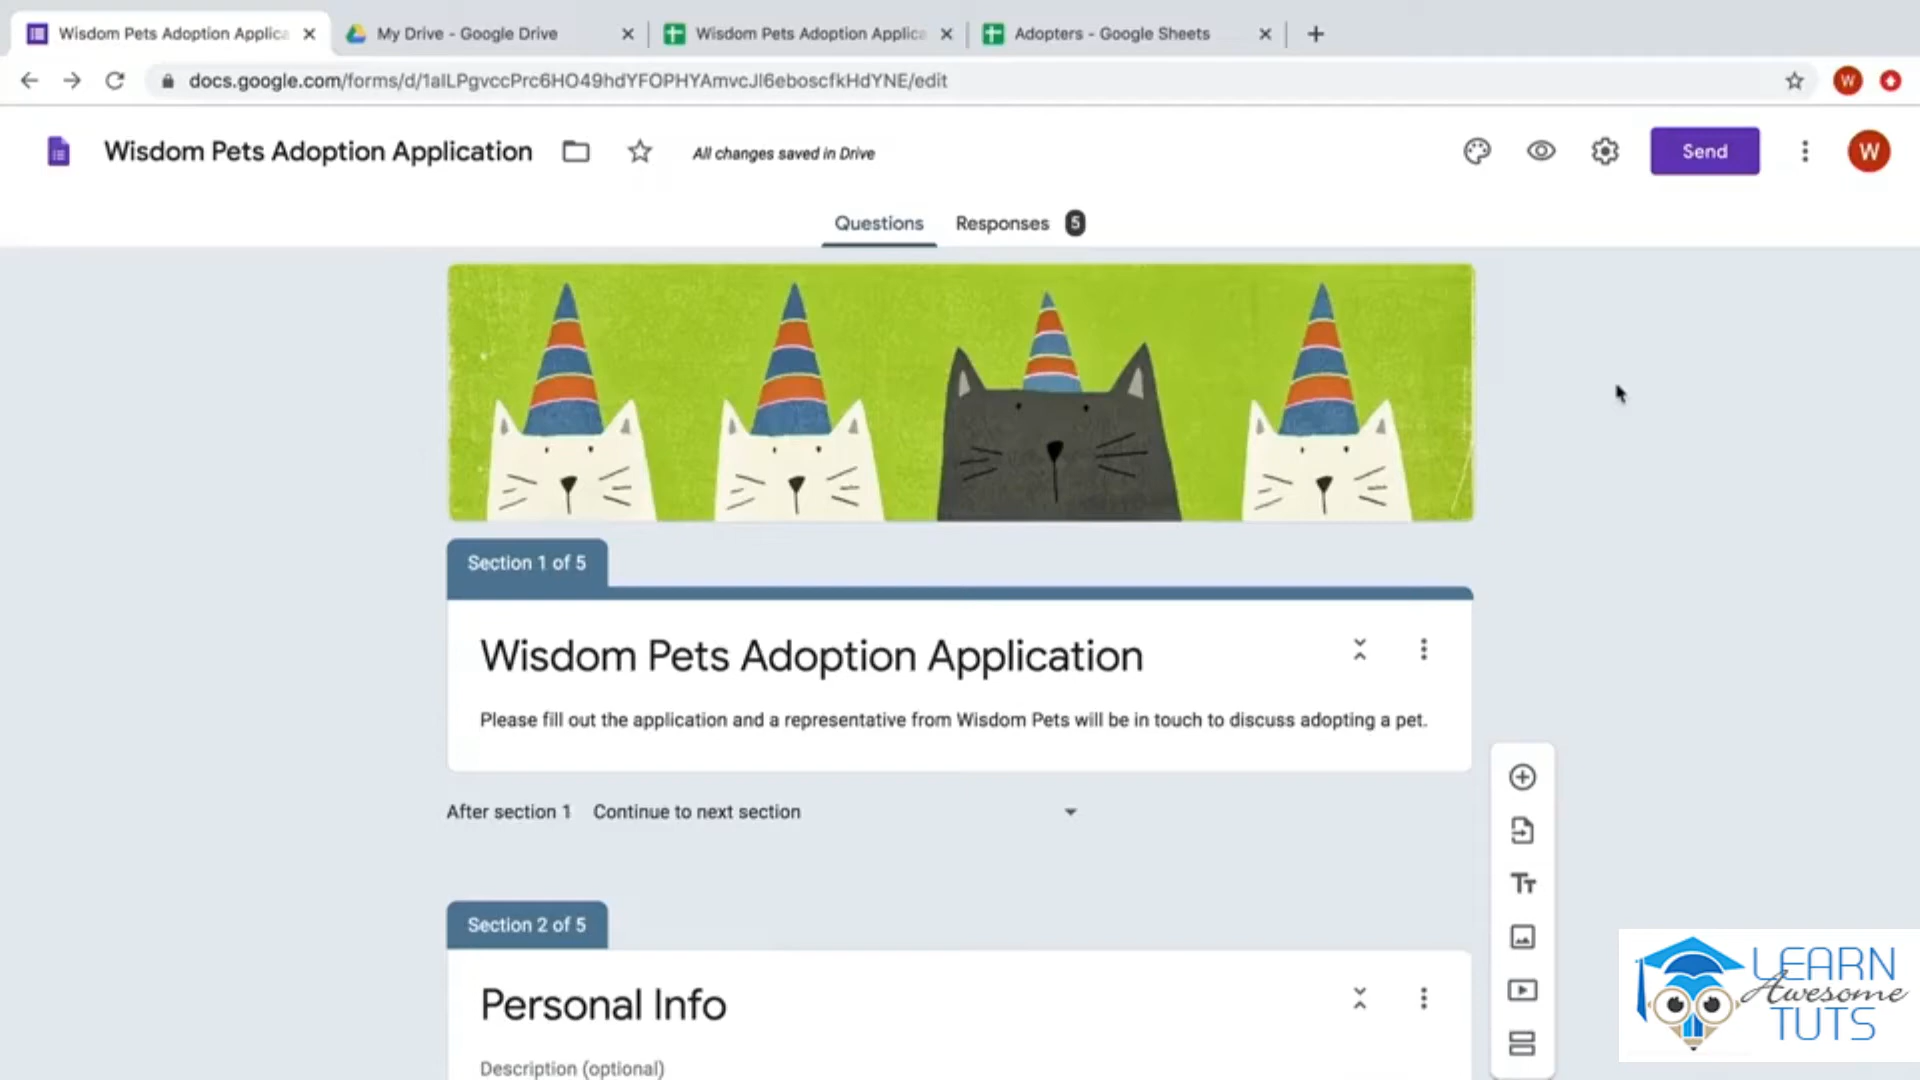 Wisdom Pets Adoption Applica
My Drive - Google Drive
Wisdom Pets Adoption Applica
Adopters - Google Sheets
docs.google.com/forms/d/1aILPgvccPrc6HO49hdYFOPHYAmvcJI6eboscfkHdYNE/edit
W
Wisdom Pets Adoption Application
All changes saved in Drive
Send
W
Questions
Responses 5
Section 1 of 5
Wisdom Pets Adoption Application
Please fill out the application and a representative from Wisdom Pets will be in touch to discuss adopting a pet.
After section 1 Continue to next section
Section 2 of 5
Personal Info
Description (optional)
Tт
LEARN
Awesome
TUTS